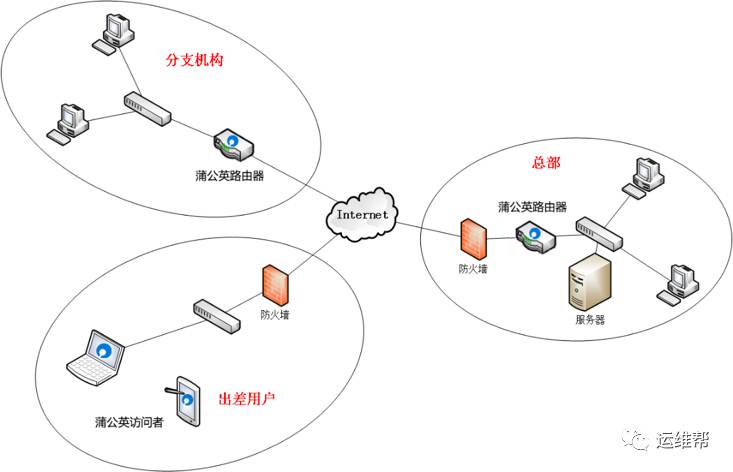 分支机构
蒲公英路由器
Internet
总部
蒲公英路由器
防火墙
服务器
防火墙
蒲公英访问者
出差用户
运维帮